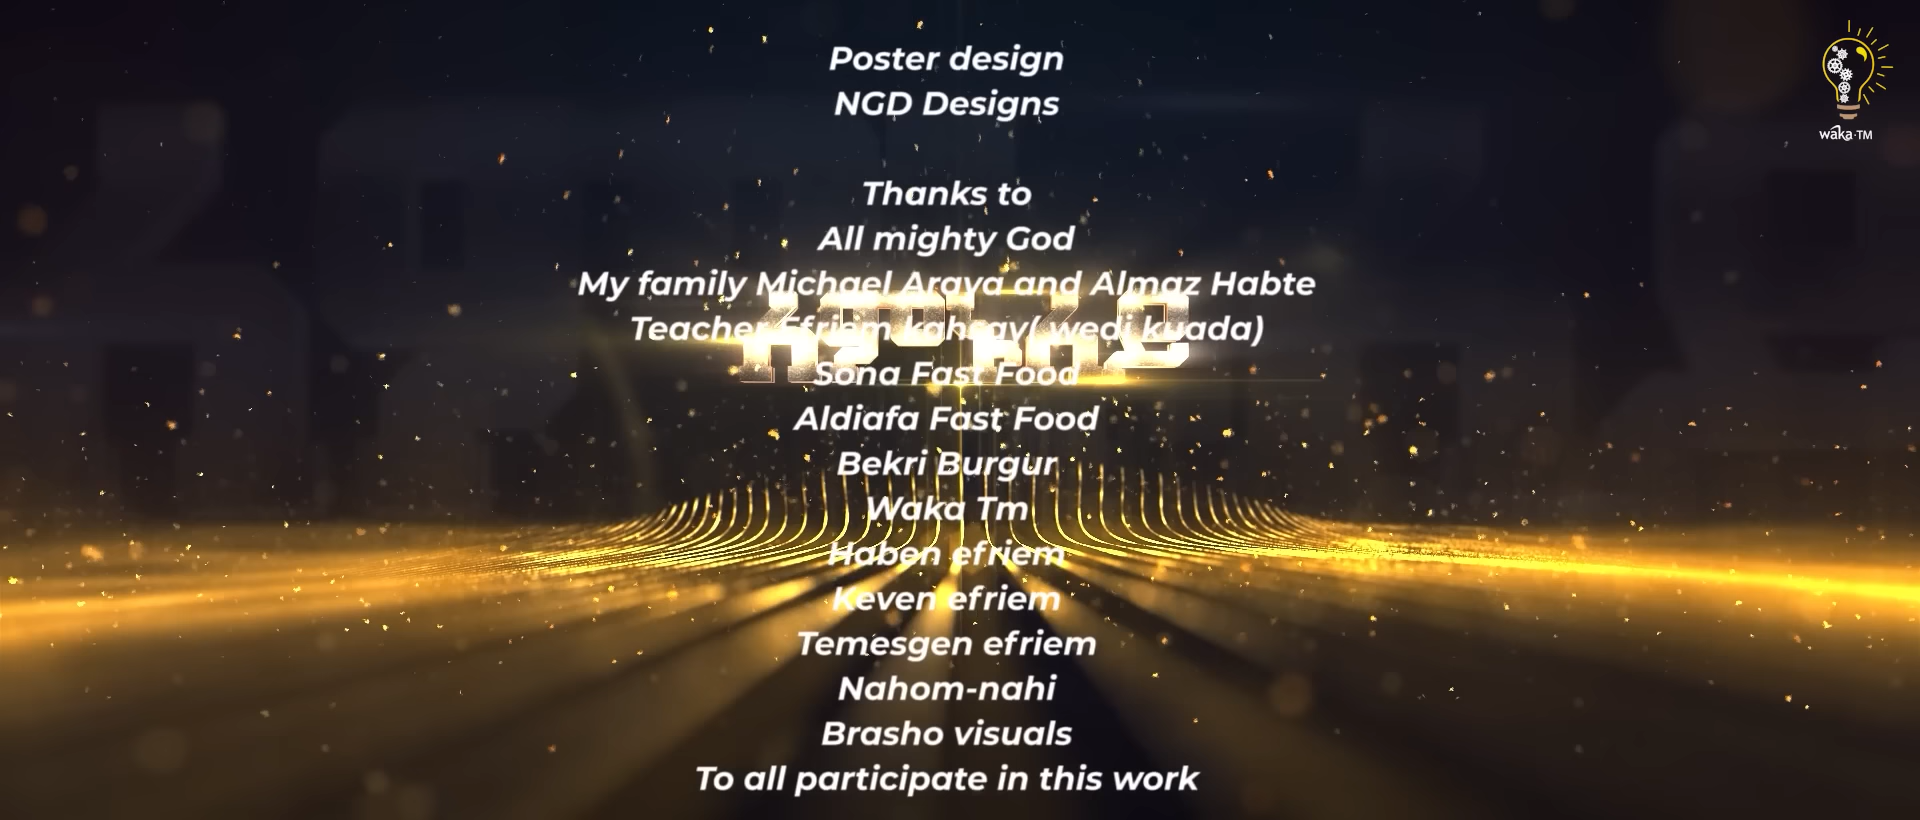 Poster design
NGD Designs
Thanks to
All mighty God
My family Michael Araya and Almaz Habte
Teacher Efriem kahsay( wedi kuada)
Sona Fast Food
Aldiafa Fast Food
Bekri Burgur
Waka Tm
Haben efriem
Keven efriem
Temesgen efriem
Nahom-nahi
Brasho visuals
To all participate in this work
waka·TM